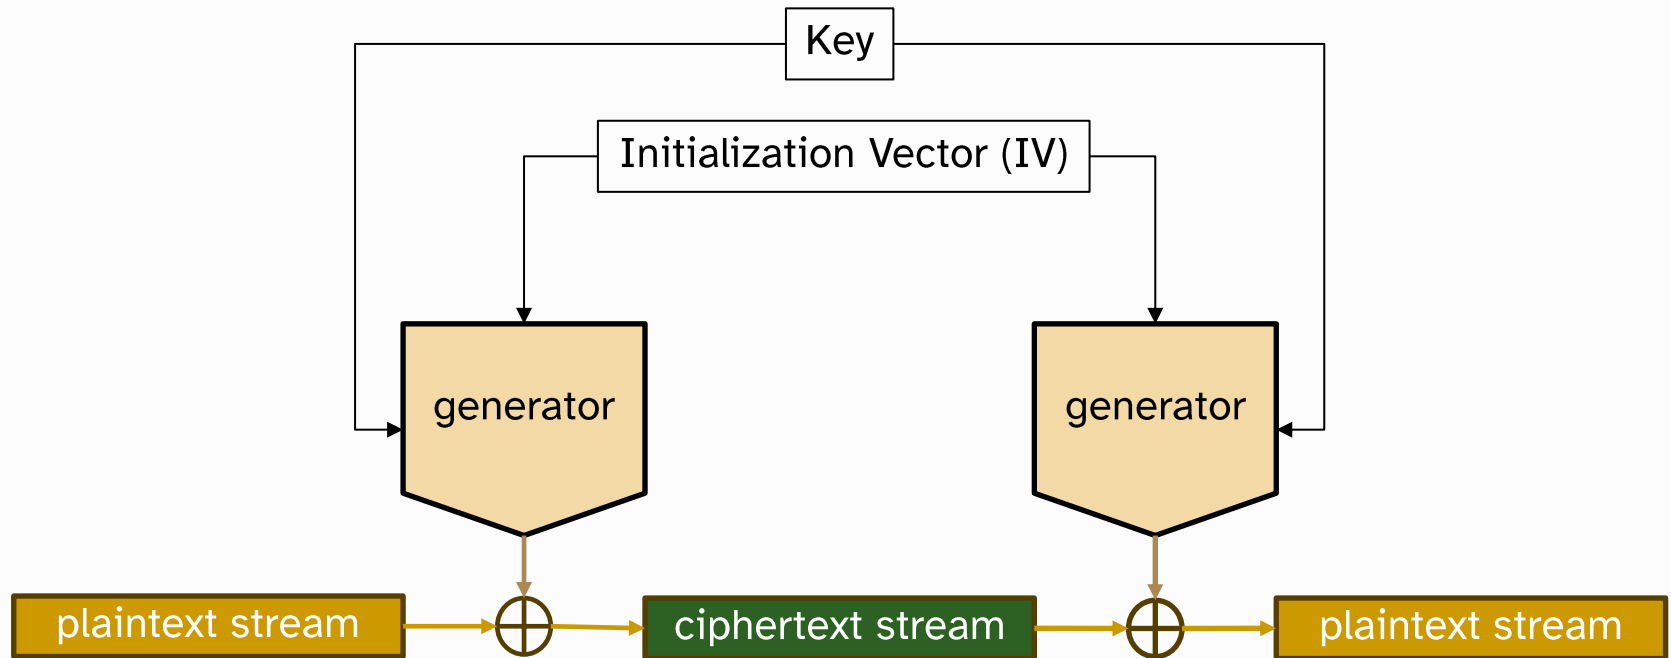 Key
Initialization Vector (IV)
generator
generator
plaintext stream
ciphertext stream
plaintext stream